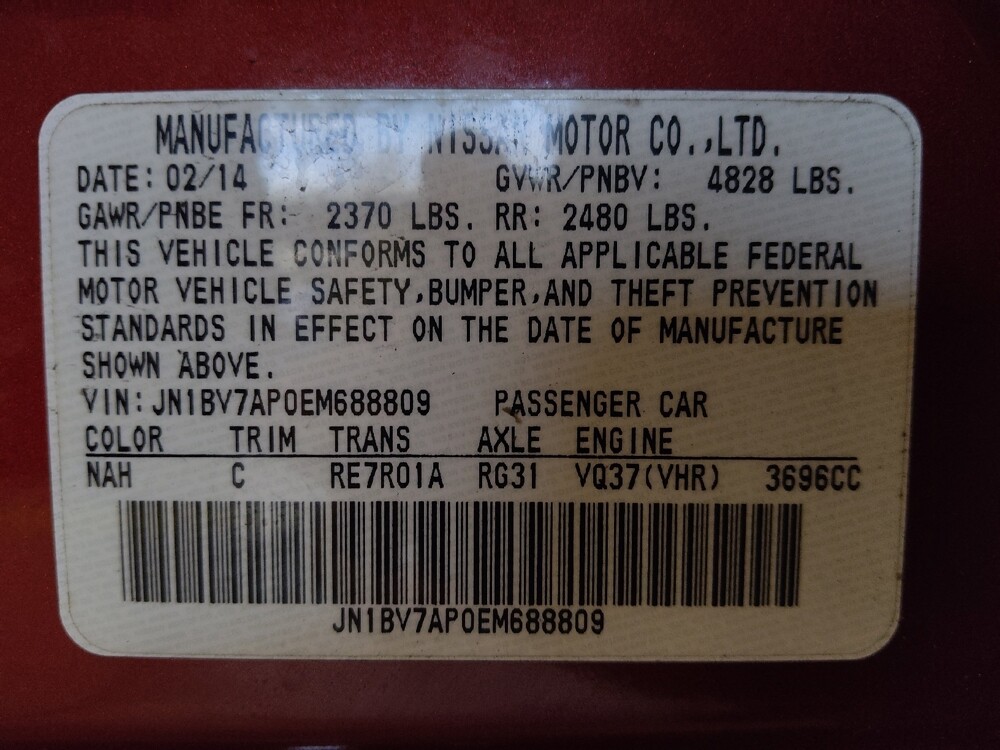 MANUFACTURED BY NISSAN MOTOR CO.,LTD.
DATE: 02/14 GVWR/PNBV: 4828 LBS.
GAWR/PNBE FR: 2370 LBS. RR: 2480 LBS.
THIS VEHICLE CONFORMS TO ALL APPLICABLE FEDERAL
MOTOR VEHICLE SAFETY,BUMPER,AND THEFT PREVENTION
STANDARDS IN EFFECT ON THE DATE OF MANUFACTURE
SHOWN ABOVE.
VIN:JN1BV7AP0EM688809 PASSENGER CAR
COLOR TRIM TRANS AXLE ENGINE
NAH C RE7R01A RG31 VQ37(VHR) 3696CC
JN1BV7AP0EM688809